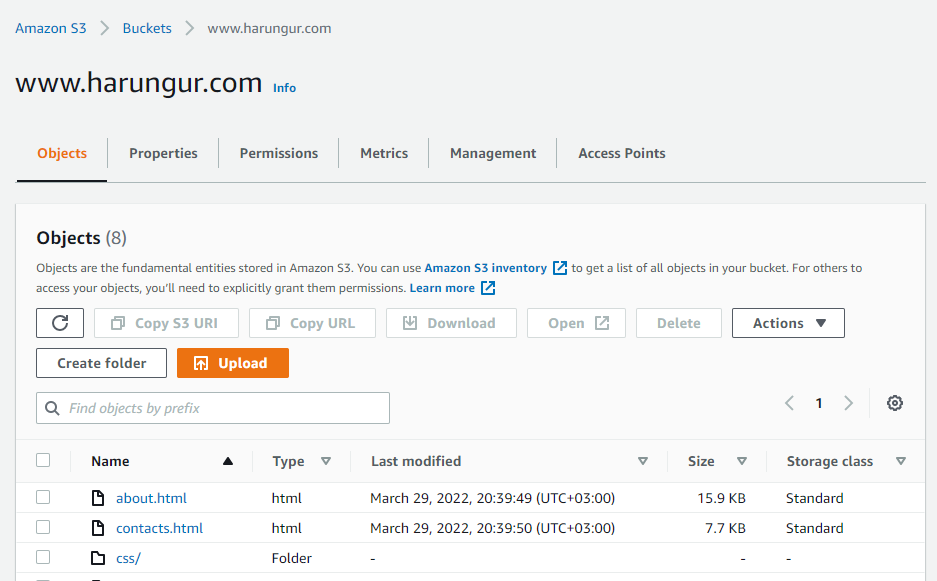 Amazon S3 > Buckets > www.harungur.com
www.harungur.com Info
Objects Properties Permissions Metrics Management Access Points
Objects (8)
Objects are the fundamental entities stored in Amazon S3. You can use Amazon S3 inventory to get a list of all objects in your bucket. For others to
access your objects, you'll need to explicitly grant them permissions. Learn more
Copy S3 URI Copy URL Download Open Delete Actions
Create folder Upload
Find objects by prefix 1
Name Type Last modified Size Storage class
about.html html March 29, 2022, 20:39:49 (UTC+03:00) 15.9 KB Standard
contacts.html html March 29, 2022, 20:39:50 (UTC+03:00) 7.7 KB Standard
css/ Folder - - -